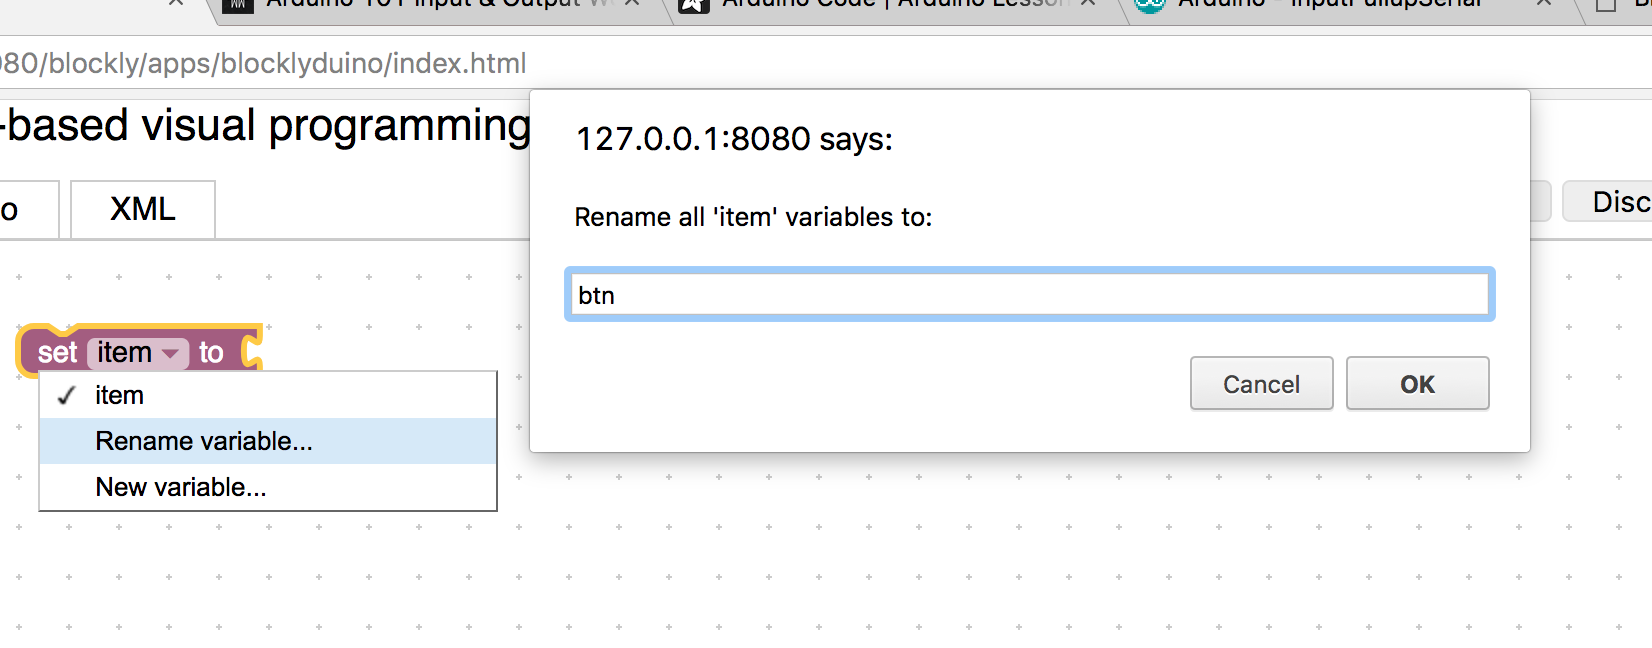 Arduino 101 Input & Output
Arduino Code | Arduino Lesson
Arduino - InputPullupSerial
080/blockly/apps/blocklyduino/index.html
-based visual programming
127.0.0.1:8080 says:
XML
Disc
Rename all 'item' variables to:
btn
set item to
Cancel
OK
item
Rename variable...
New variable...